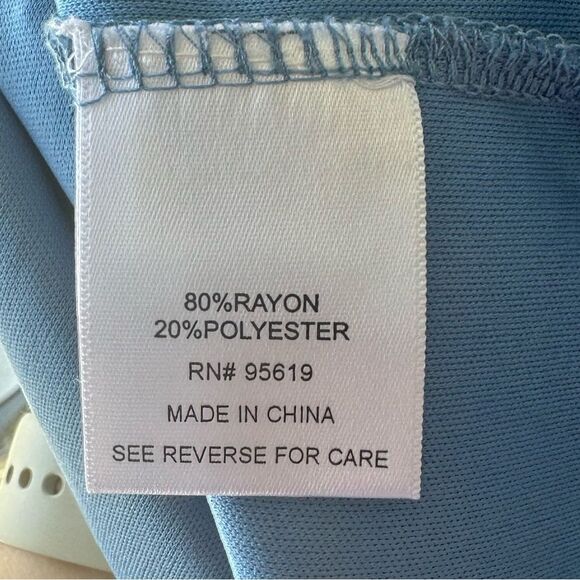 80%RAYON
20%POLYESTER
RN# 95619
MADE IN CHINA
SEE REVERSE FOR CARE